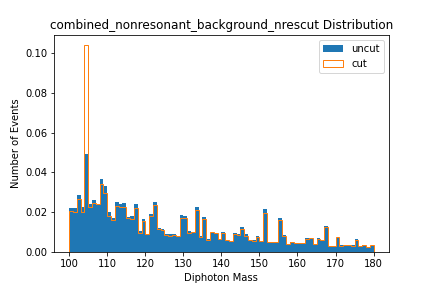 combined_nonresonant_background_nrescut Distribution
uncut
cut
Number of Events
0.10
0.08
0.06
0.04
0.02
0.00
100 110 120 130 140 150 160 170 180
Diphoton Mass